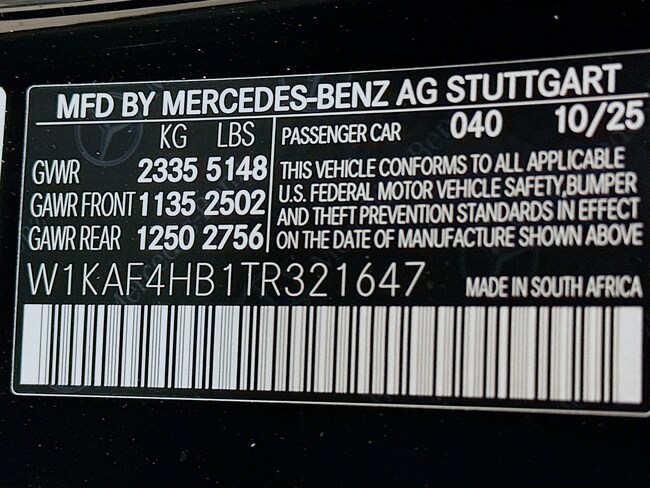 MFD BY MERCEDES-BENZ AG STUTTGART
KG LBS
GVWR 2335 5148
GAWR FRONT 1135 2502
GAWR REAR 1250 2756
PASSENGER CAR 040 10/25
THIS VEHICLE CONFORMS TO ALL APPLICABLE
U.S. FEDERAL MOTOR VEHICLE SAFETY,BUMPER
AND THEFT PREVENTION STANDARDS IN EFFECT
ON THE DATE OF MANUFACTURE SHOWN ABOVE
W1KAF4HB1TR321647 MADE IN SOUTH AFRICA